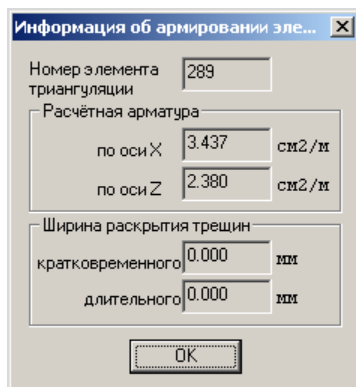 Информация об армировании эле...
Номер элемента триангуляции 289
Расчётная арматура
по оси X 3.437 см2/м
по оси Z 2.380 см2/м
Ширина раскрытия трещин
кратковременного 0.000 мм
длительного 0.000 мм
OK